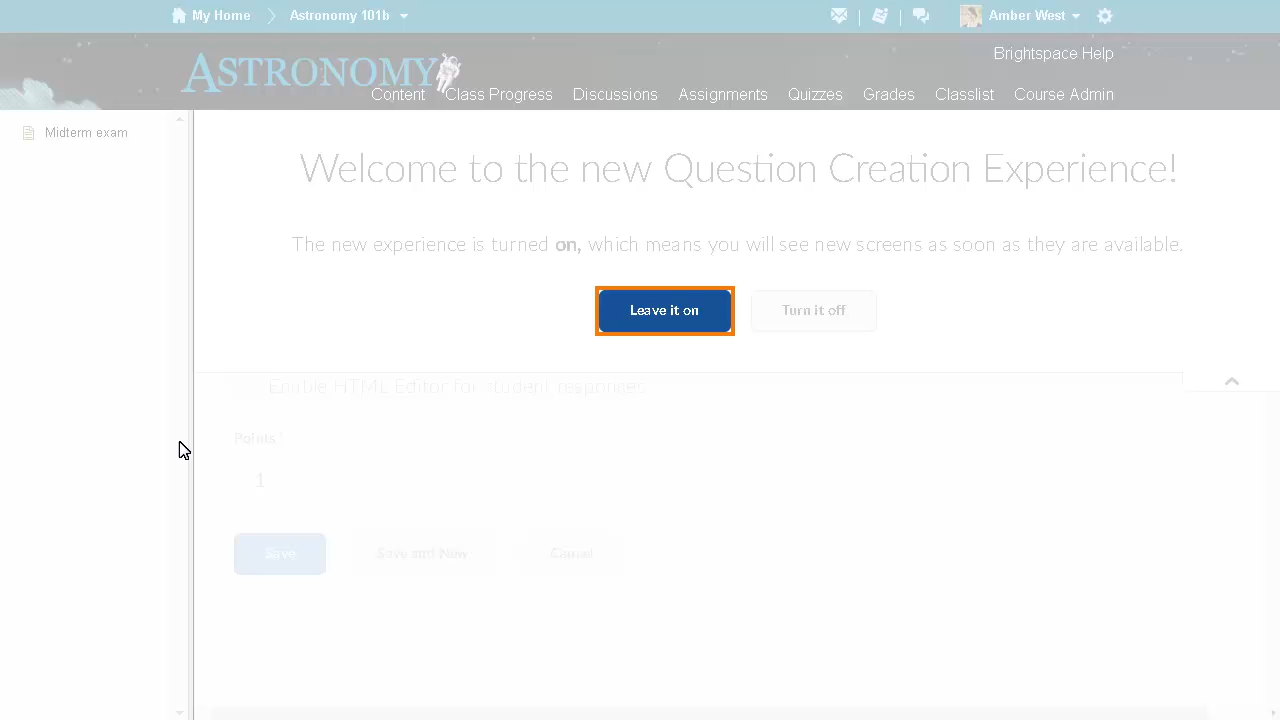 My Home
Astronomy 101b
Amber West
Brightspace Help
ASTRONOMY
Content
Class Progress
Discussions
Assignments
Quizzes
Grades
Classlist
Course Admin
Midterm exam
Welcome to the new Question Creation Experience!
The new experience is turned on, which means you will see new screens as soon as they are available.
Leave it on
Turn it off
Enable HTML Editor for student responses
Points
1
Save
Save and New
Cancel